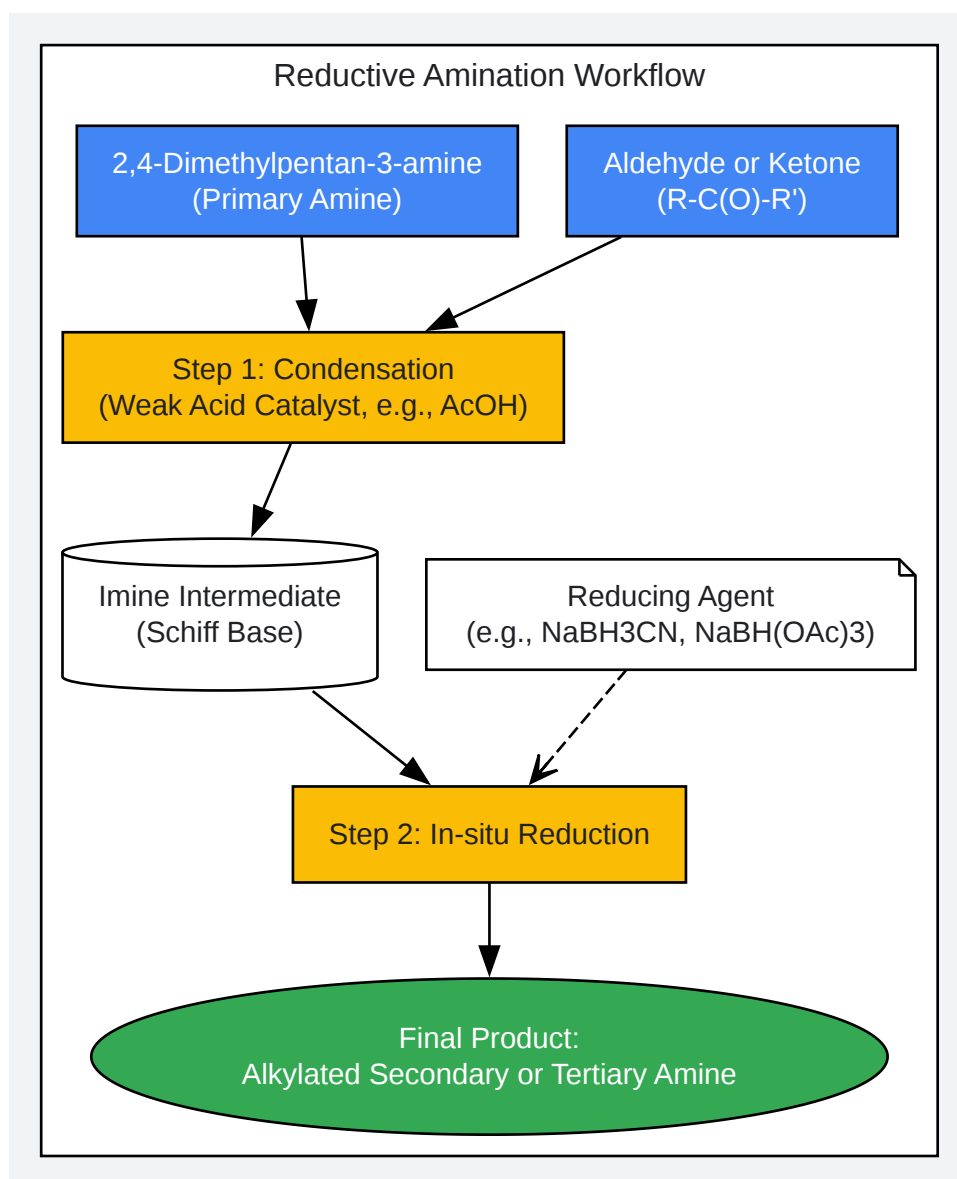 Reductive Amination Workflow
2,4-Dimethylpentan-3-amine
(Primary Amine)
Aldehyde or Ketone
(R-C(O)-R')
Step 1: Condensation
(Weak Acid Catalyst, e.g., AcOH)
Imine Intermediate
(Schiff Base)
Reducing Agent
(e.g., NaBH3CN, NaBH(OAc)3)
Step 2: In-situ Reduction
Final Product:
Alkylated Secondary or Tertiary Amine